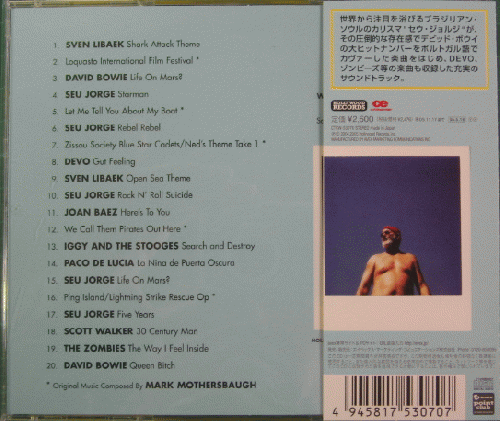 1. SVEN LIBAEK Shark Attack Theme
2. Loquasto International Film Festival *
3. DAVID BOWIE Life On Mars?
4. SEU JORGE Starman
5. Let Me Tell You About My Boat *
6. SEU JORGE Rebel Rebel
7. Zissou Society Blue Star Cadets/Ned's Theme Take 1 *
8. DEVO Gut Feeling
9. SVEN LIBAEK Open Sea Theme
10. SEU JORGE Rock N' Roll Suicide
11. JOAN BAEZ Here's To You
12. We Call Them Pirates Out Here *
13. IGGY AND THE STOOGES Search and Destroy
14. PACO DE LUCIA La Nina de Puerto Oscura
15. SEU JORGE Life On Mars?
16. Ping Island/Lightning Strike Rescue Op *
17. SEU JORGE Five Years
18. SCOTT WALKER 30 Century Man
19. THE ZOMBIES The Way I Feel Inside
20. DAVID BOWIE Queen Bitch
* Original Music Composed By MARK MOTHERSBAUGH
世界から注目を浴びるブラジリアン・
ソウルのカリスマ"セウ・ジョルジ"が、
その圧倒的な存在感でデビッド・ボウイ
の大ヒットナンバーをポルトガル語で
カヴァーした楽曲をはじめ、DEVO、
ゾンビーズ等の楽曲も収録した充実の
サウンドトラック。
RECORDS
定価 ¥2,500
4 945817 530707
point
club